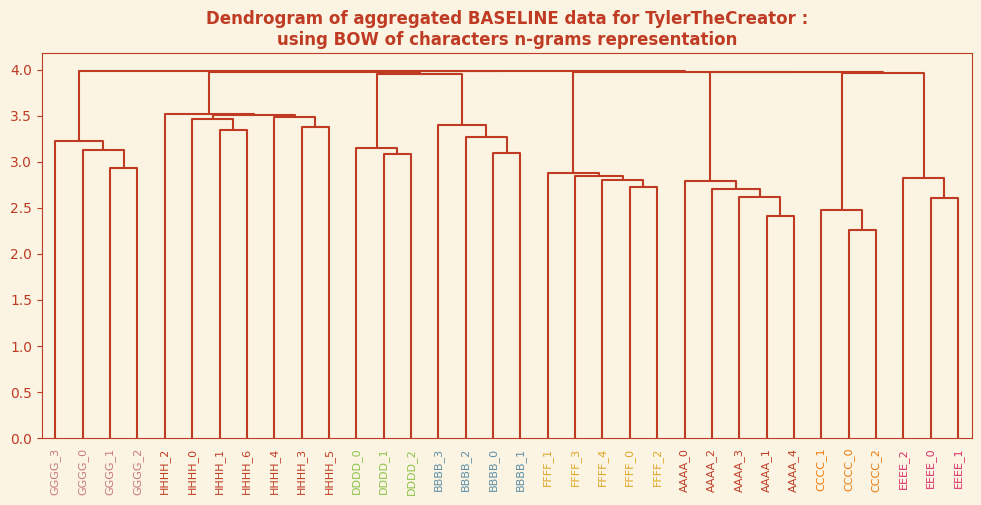 Dendrogram of aggregated BASELINE data for TylerTheCreator :
using BOW of characters n-grams representation
4.0
3.5
3.0
2.5
2.0
1.5
1.0
0.5
0.0
GGGG_3
GGGG_0
GGGG_1
GGGG_2
HHHH_2
HHHH_0
HHHH_1
HHHH_6
HHHH_4
HHHH_3
HHHH_5
DDDD_0
DDDD_1
DDDD_2
BBBB_3
BBBB_2
BBBB_0
BBBB_1
FFFF_1
FFFF_3
FFFF_4
FFFF_0
FFFF_2
AAAA_0
AAAA_2
AAAA_3
AAAA_1
AAAA_4
CCCC_1
CCCC_0
CCCC_2
EEEE_2
EEEE_0
EEEE_1